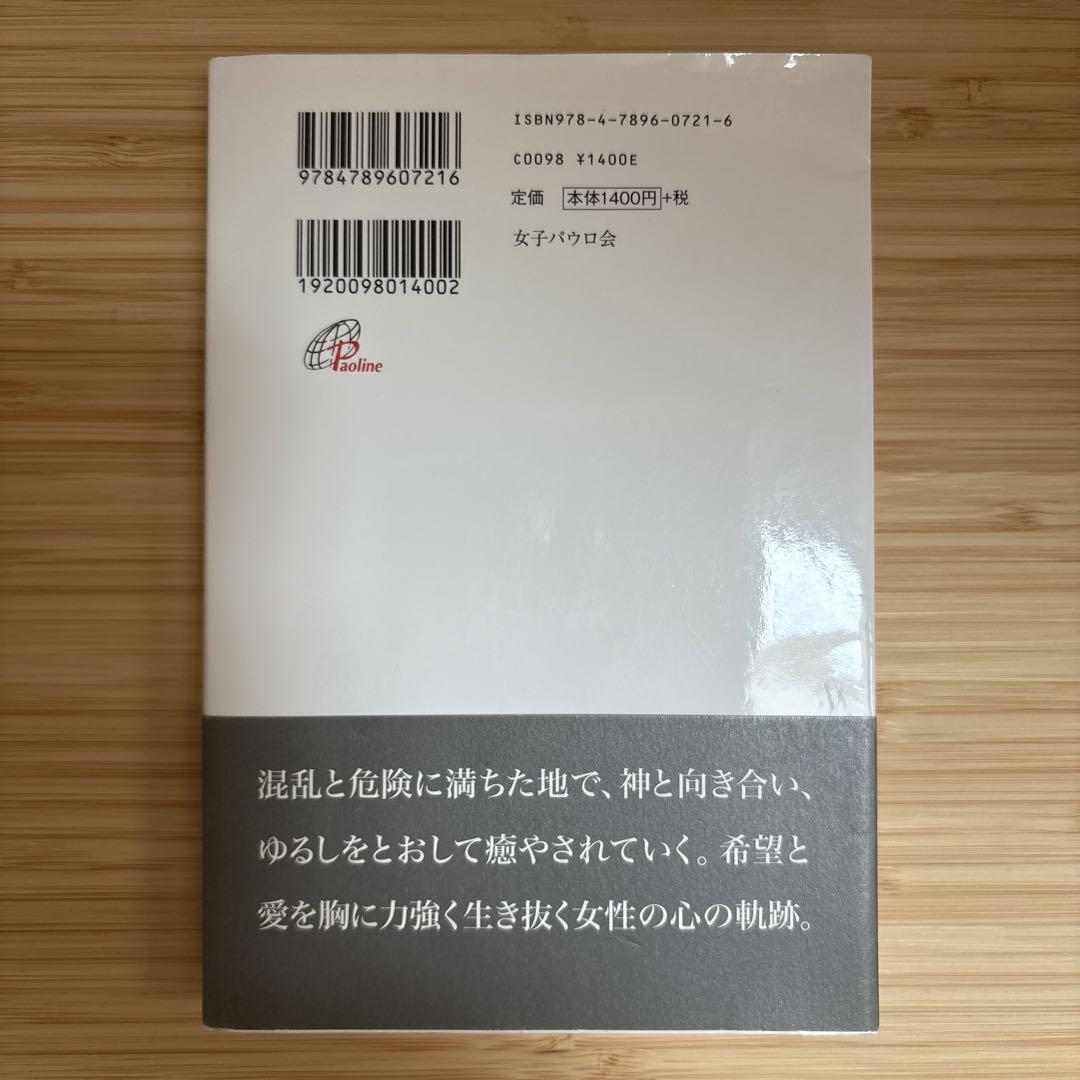 ISBN978-4-7896-0721-6
C0098 ¥1400E
定価 本体1400円+税
女子パウロ会
9784789607216
1920098014002
Paoline
混乱と危険に満ちた地で、神と向き合い、
ゆるしをとおして癒やされていく。希望と
愛を胸に力強く生き抜く女性の心の軌跡。